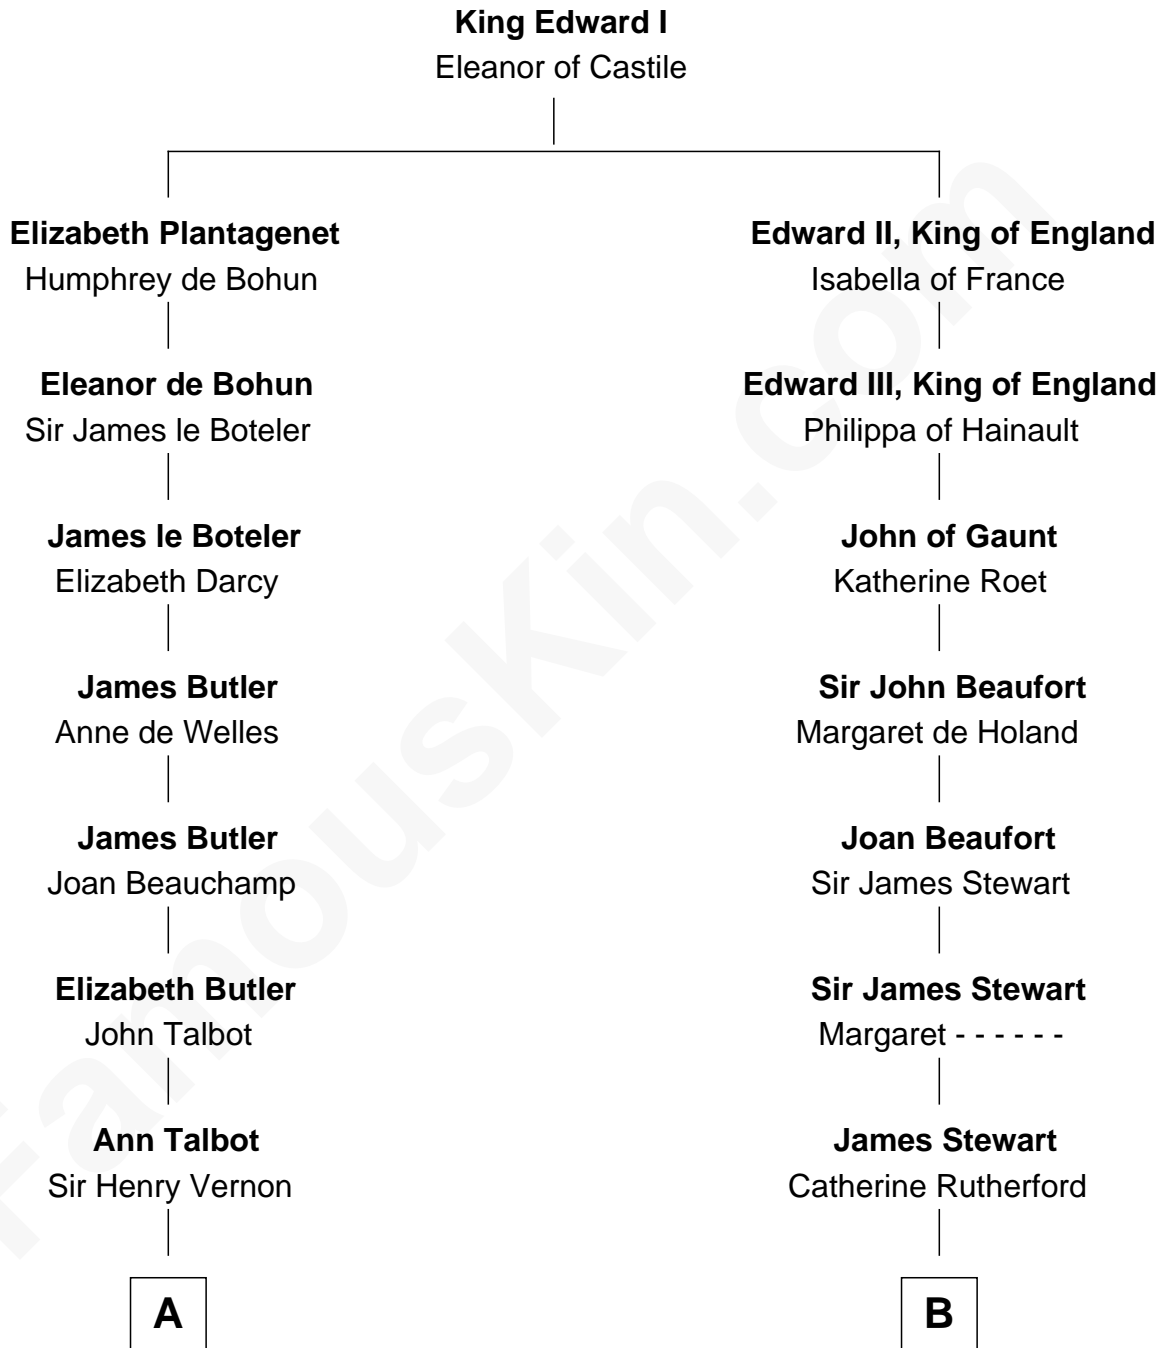 King Edward I
Eleanor of Castile
Elizabeth Plantagenet
Humphrey de Bohun
Edward II, King of England
Isabella of France
Eleanor de Bohun
Sir James le Boteler
Edward III, King of England
Philippa of Hainault
James le Boteler
Elizabeth Darcy
John of Gaunt
Katherine Roet
James Butler
Anne de Welles
Sir John Beaufort
Margaret de Holand
James Butler
Joan Beauchamp
Joan Beaufort
Sir James Stewart
Elizabeth Butler
John Talbot
Sir James Stewart
Margaret - - - - - -
Ann Talbot
Sir Henry Vernon
James Stewart
Catherine Rutherford
A
B
FamousKin.com